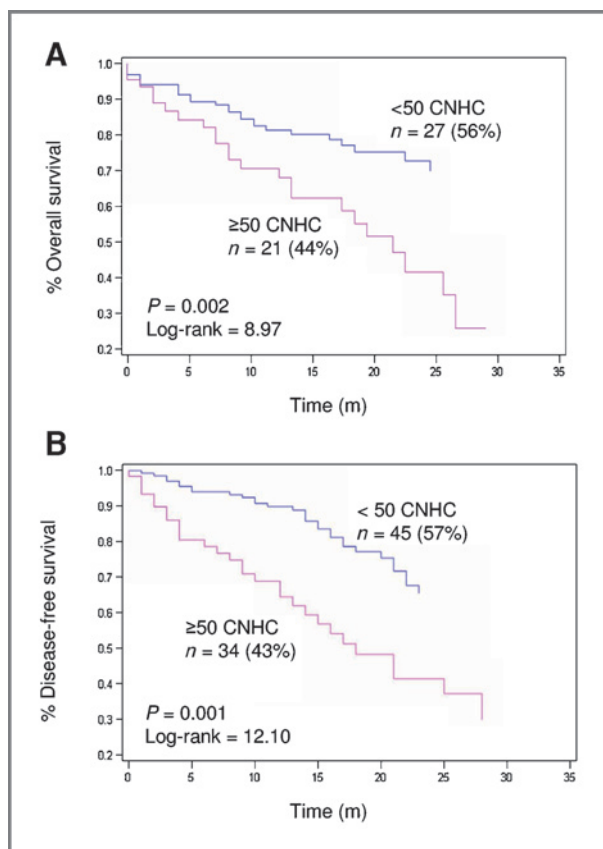 A
% Overall survival
1.0
0.9
0.8
0.7
0.6
0.5
0.4
0.3
0.2
<50 CNHC
n = 27 (56%)
≥50 CNHC
n = 21 (44%)
P = 0.002
Log-rank = 8.97
0 5 10 15 20 25 30 35
Time (m)
B
% Disease-free survival
1.0
0.9
0.8
0.7
0.6
0.5
0.4
0.3
0.2
< 50 CNHC
n = 45 (57%)
≥50 CNHC
n = 34 (43%)
P = 0.001
Log-rank = 12.10
0 5 10 15 20 25 30 35
Time (m)